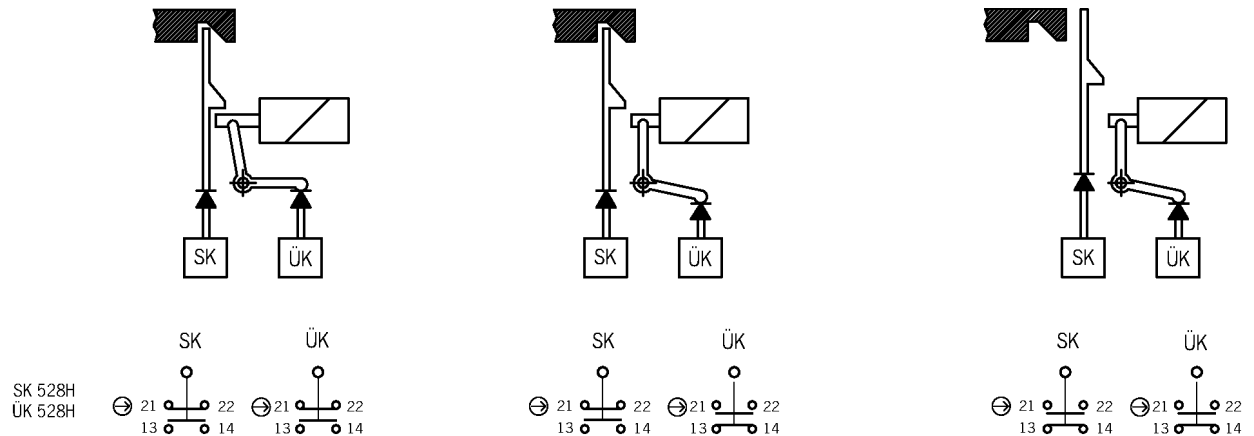 SK ÜK SK ÜK SK ÜK
SK ÜK SK ÜK SK ÜK
SK 528H
ÜK 528H
21 22 21 22 21 22 21 22 21 22 21 22
13 14 13 14 13 14 13 14 13 14 13 14